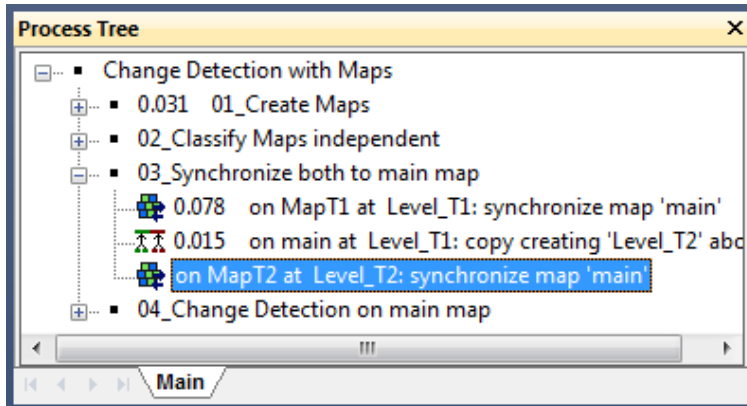 Process Tree
Change Detection with Maps
0.031 01_Create Maps
02_Classify Maps independent
03_Synchronize both to main map
0.078 on MapT1 at Level_T1: synchronize map 'main'
0.015 on main at Level_T1: copy creating 'Level_T2' abo
on MapT2 at Level_T2: synchronize map 'main'
04_Change Detection on main map
Main